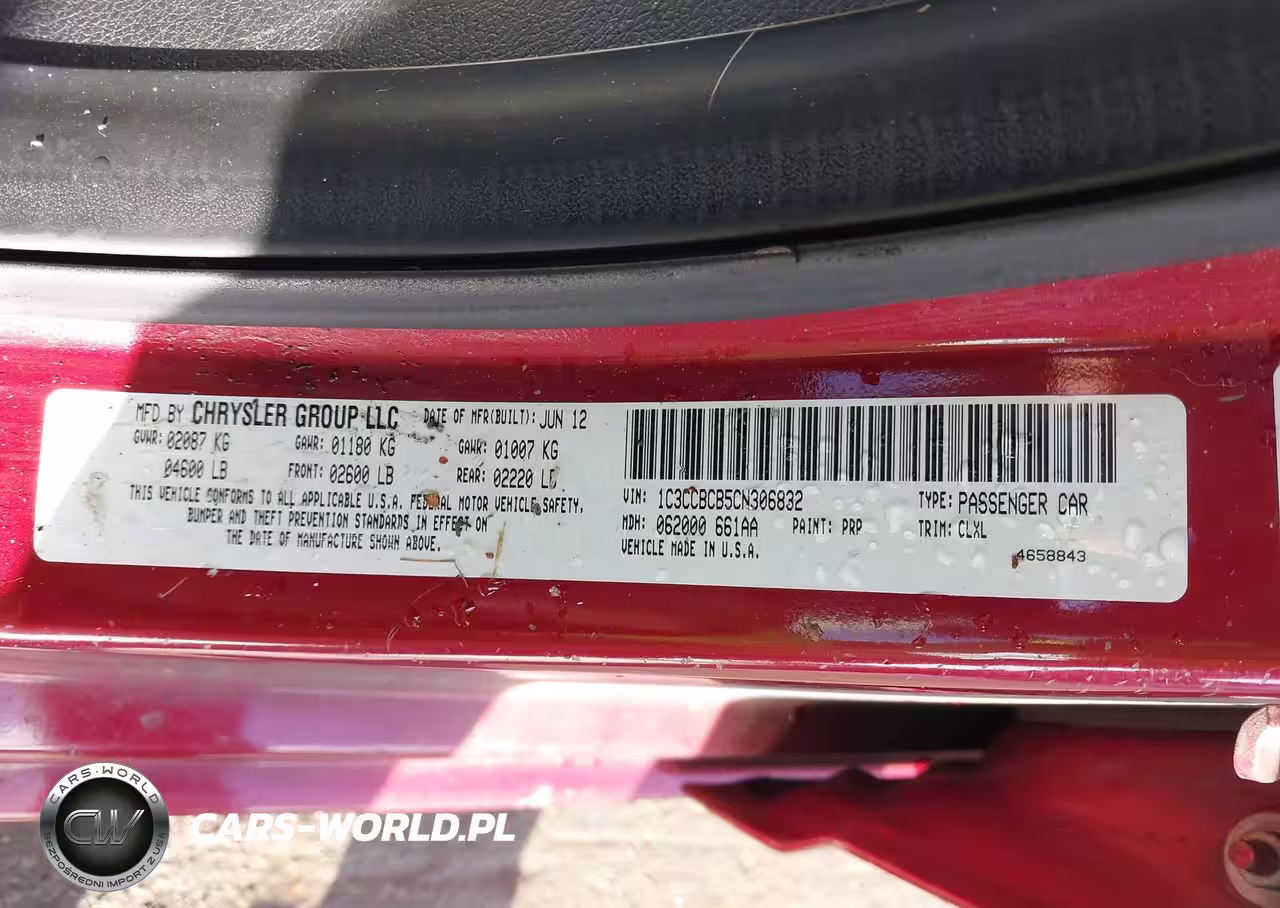 MFD BY CHRYSLER GROUP LLC DATE OF MFR(BUILT): JUN 12
GVWR: 02087 KG GAWR: 01180 KG GAWR: 01007 KG
04600 LB FRONT: 02600 LB REAR: 02220 LB
THIS VEHICLE CONFORMS TO ALL APPLICABLE U.S.A. FEDERAL MOTOR VEHICLE SAFETY,
BUMPER AND THEFT PREVENTION STANDARDS IN EFFECT ON
THE DATE OF MANUFACTURE SHOWN ABOVE.
VIN: 1C3CCBCB5CN306832 TYPE: PASSENGER CAR
MDH: 062000 661AA PAINT: PRP TRIM: CLXL
VEHICLE MADE IN U.S.A.
4658843
CARS-WORLD
CW
BEZPOŚREDNI IMPORT Z USA
CARS-WORLD.PL